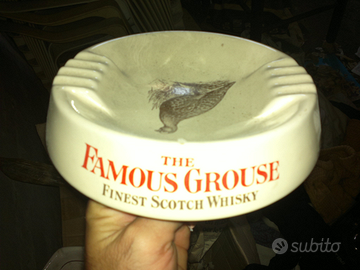 THE
FAMOUS GROUSE
FINEST SCOTCH WHISKY
subito